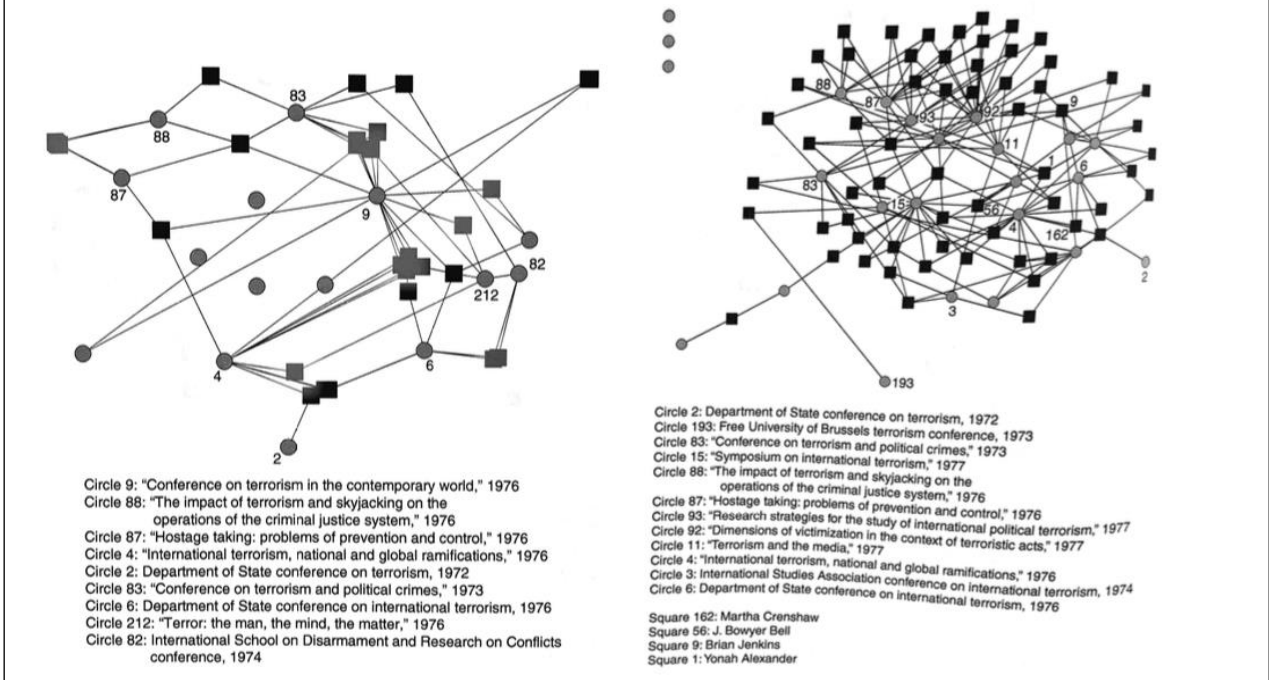 83
88
87
9
82
212
4
6
2
Circle 9: “Conference on terrorism in the contemporary world,” 1976
Circle 88: “The impact of terrorism and skyjacking on the
operations of the criminal justice system,” 1976
Circle 87: “Hostage taking: problems of prevention and control,” 1976
Circle 4: “International terrorism, national and global ramifications,” 1976
Circle 2: Department of State conference on terrorism, 1972
Circle 83: “Conference on terrorism and political crimes,” 1973
Circle 6: Department of State conference on international terrorism, 1976
Circle 212: “Terror: the man, the mind, the matter,” 1976
Circle 82: International School on Disarmament and Research on Conflicts
conference, 1974
88
87
93
92
9
11
1
6
83
15
56
4
162
2
3
193
Circle 2: Department of State conference on terrorism, 1972
Circle 193: Free University of Brussels terrorism conference, 1973
Circle 83: “Conference on terrorism and political crimes,” 1973
Circle 15: “Symposium on international terrorism,” 1977
Circle 88: “The impact of terrorism and skyjacking on the
operations of the criminal justice system,” 1976
Circle 87: “Hostage taking: problems of prevention and control,” 1976
Circle 93: “Research strategies for the study of international political terrorism,” 1977
Circle 92: “Dimensions of victimization in the context of terroristic acts,” 1977
Circle 11: “Terrorism and the media,” 1977
Circle 4: “International terrorism, national and global ramifications,” 1976
Circle 3: International Studies Association conference on international terrorism, 1974
Circle 6: Department of State conference on international terrorism, 1976
Square 162: Martha Crenshaw
Square 56: J. Bowyer Bell
Square 9: Brian Jenkins
Square 1: Yonah Alexander